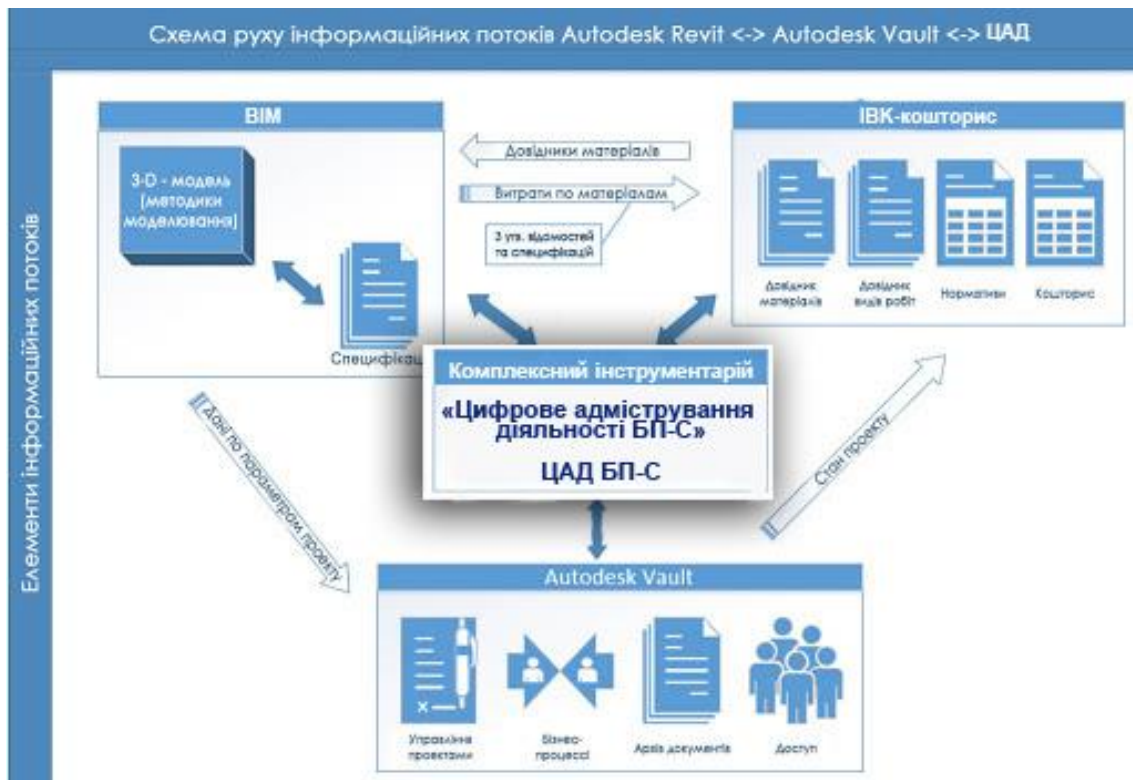 Схема руху інформаційних потоків Autodesk Revit <-> Autodesk Vault <-> ЦАД
Елементи інформаційних потоків
BIM
3-D - модель
(методики
моделювання)
Специфікац
Довідники матеріалів
Витрати по матеріалам
З утв. відомостей
та специфікацій
ІВК-кошторис
Довідник
матеріалів
Довідник
видів робіт
Нормативи
Кошторис
Комплексний інструментарій
«Цифрове адмістрування
діяльності БП-С»
ЦАД БП-С
Дані по параметрам проекту
Стан проекту
Autodesk Vault
Управління
проектами
Бізнес-
процессі
Архів документів
Доступ